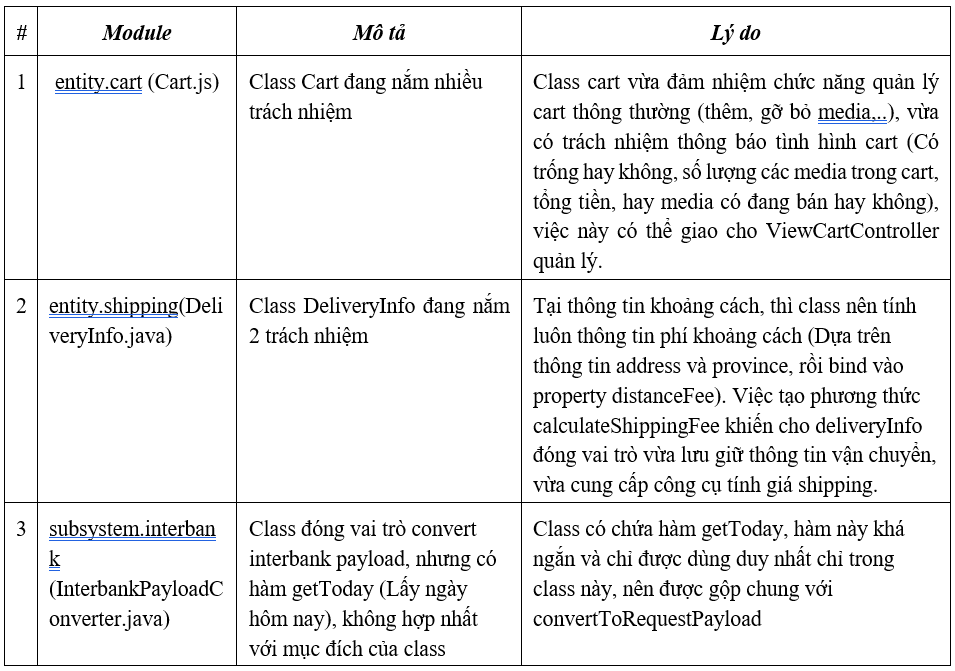 # Module Mô tả Lý do
1 entity.cart (Cart.js)
Class Cart đang nắm nhiều
trách nhiệm
Class cart vừa đảm nhiệm chức năng quản lý
cart thông thường (thêm, gỡ bỏ media,..), vừa
có trách nhiệm thông báo tình hình cart (Có
trống hay không, số lượng các media trong cart,
tổng tiền, hay media có đang bán hay không),
việc này có thể giao cho ViewCartController
quản lý.
2 entity.shipping(Deli
veryInfo.java)
Class DeliveryInfo đang nắm
2 trách nhiệm
Tại thông tin khoảng cách, thì class nên tính
luôn thông tin phí khoảng cách (Dựa trên
thông tin address và province, rồi bind vào
property distanceFee). Việc tạo phương thức
calculateShippingFee khiến cho deliveryInfo
đóng vai trò vừa lưu giữ thông tin vận chuyển,
vừa cung cấp công cụ tính giá shipping.
3 subsystem.interban
k
(InterbankPayloadC
onverter.java)
Class đóng vai trò convert
interbank payload, nhưng có
hàm getToday (Lấy ngày
hôm nay), không hợp nhất
với mục đích của class
Class có chứa hàm getToday, hàm này khá
ngắn và chỉ được dùng duy nhất chỉ trong
class này, nên được gộp chung với
convertToRequestPayload